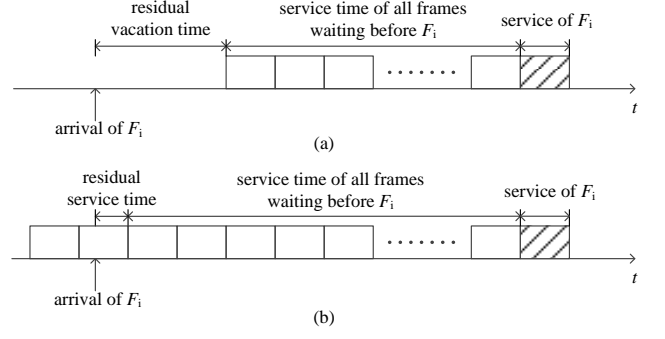 residual
vacation time
service time of all frames
waiting before Fi
service of Fi
.......
t
arrival of Fi
(a)
residual
service time
service time of all frames
waiting before Fi
service of Fi
.......
t
arrival of Fi
(b)